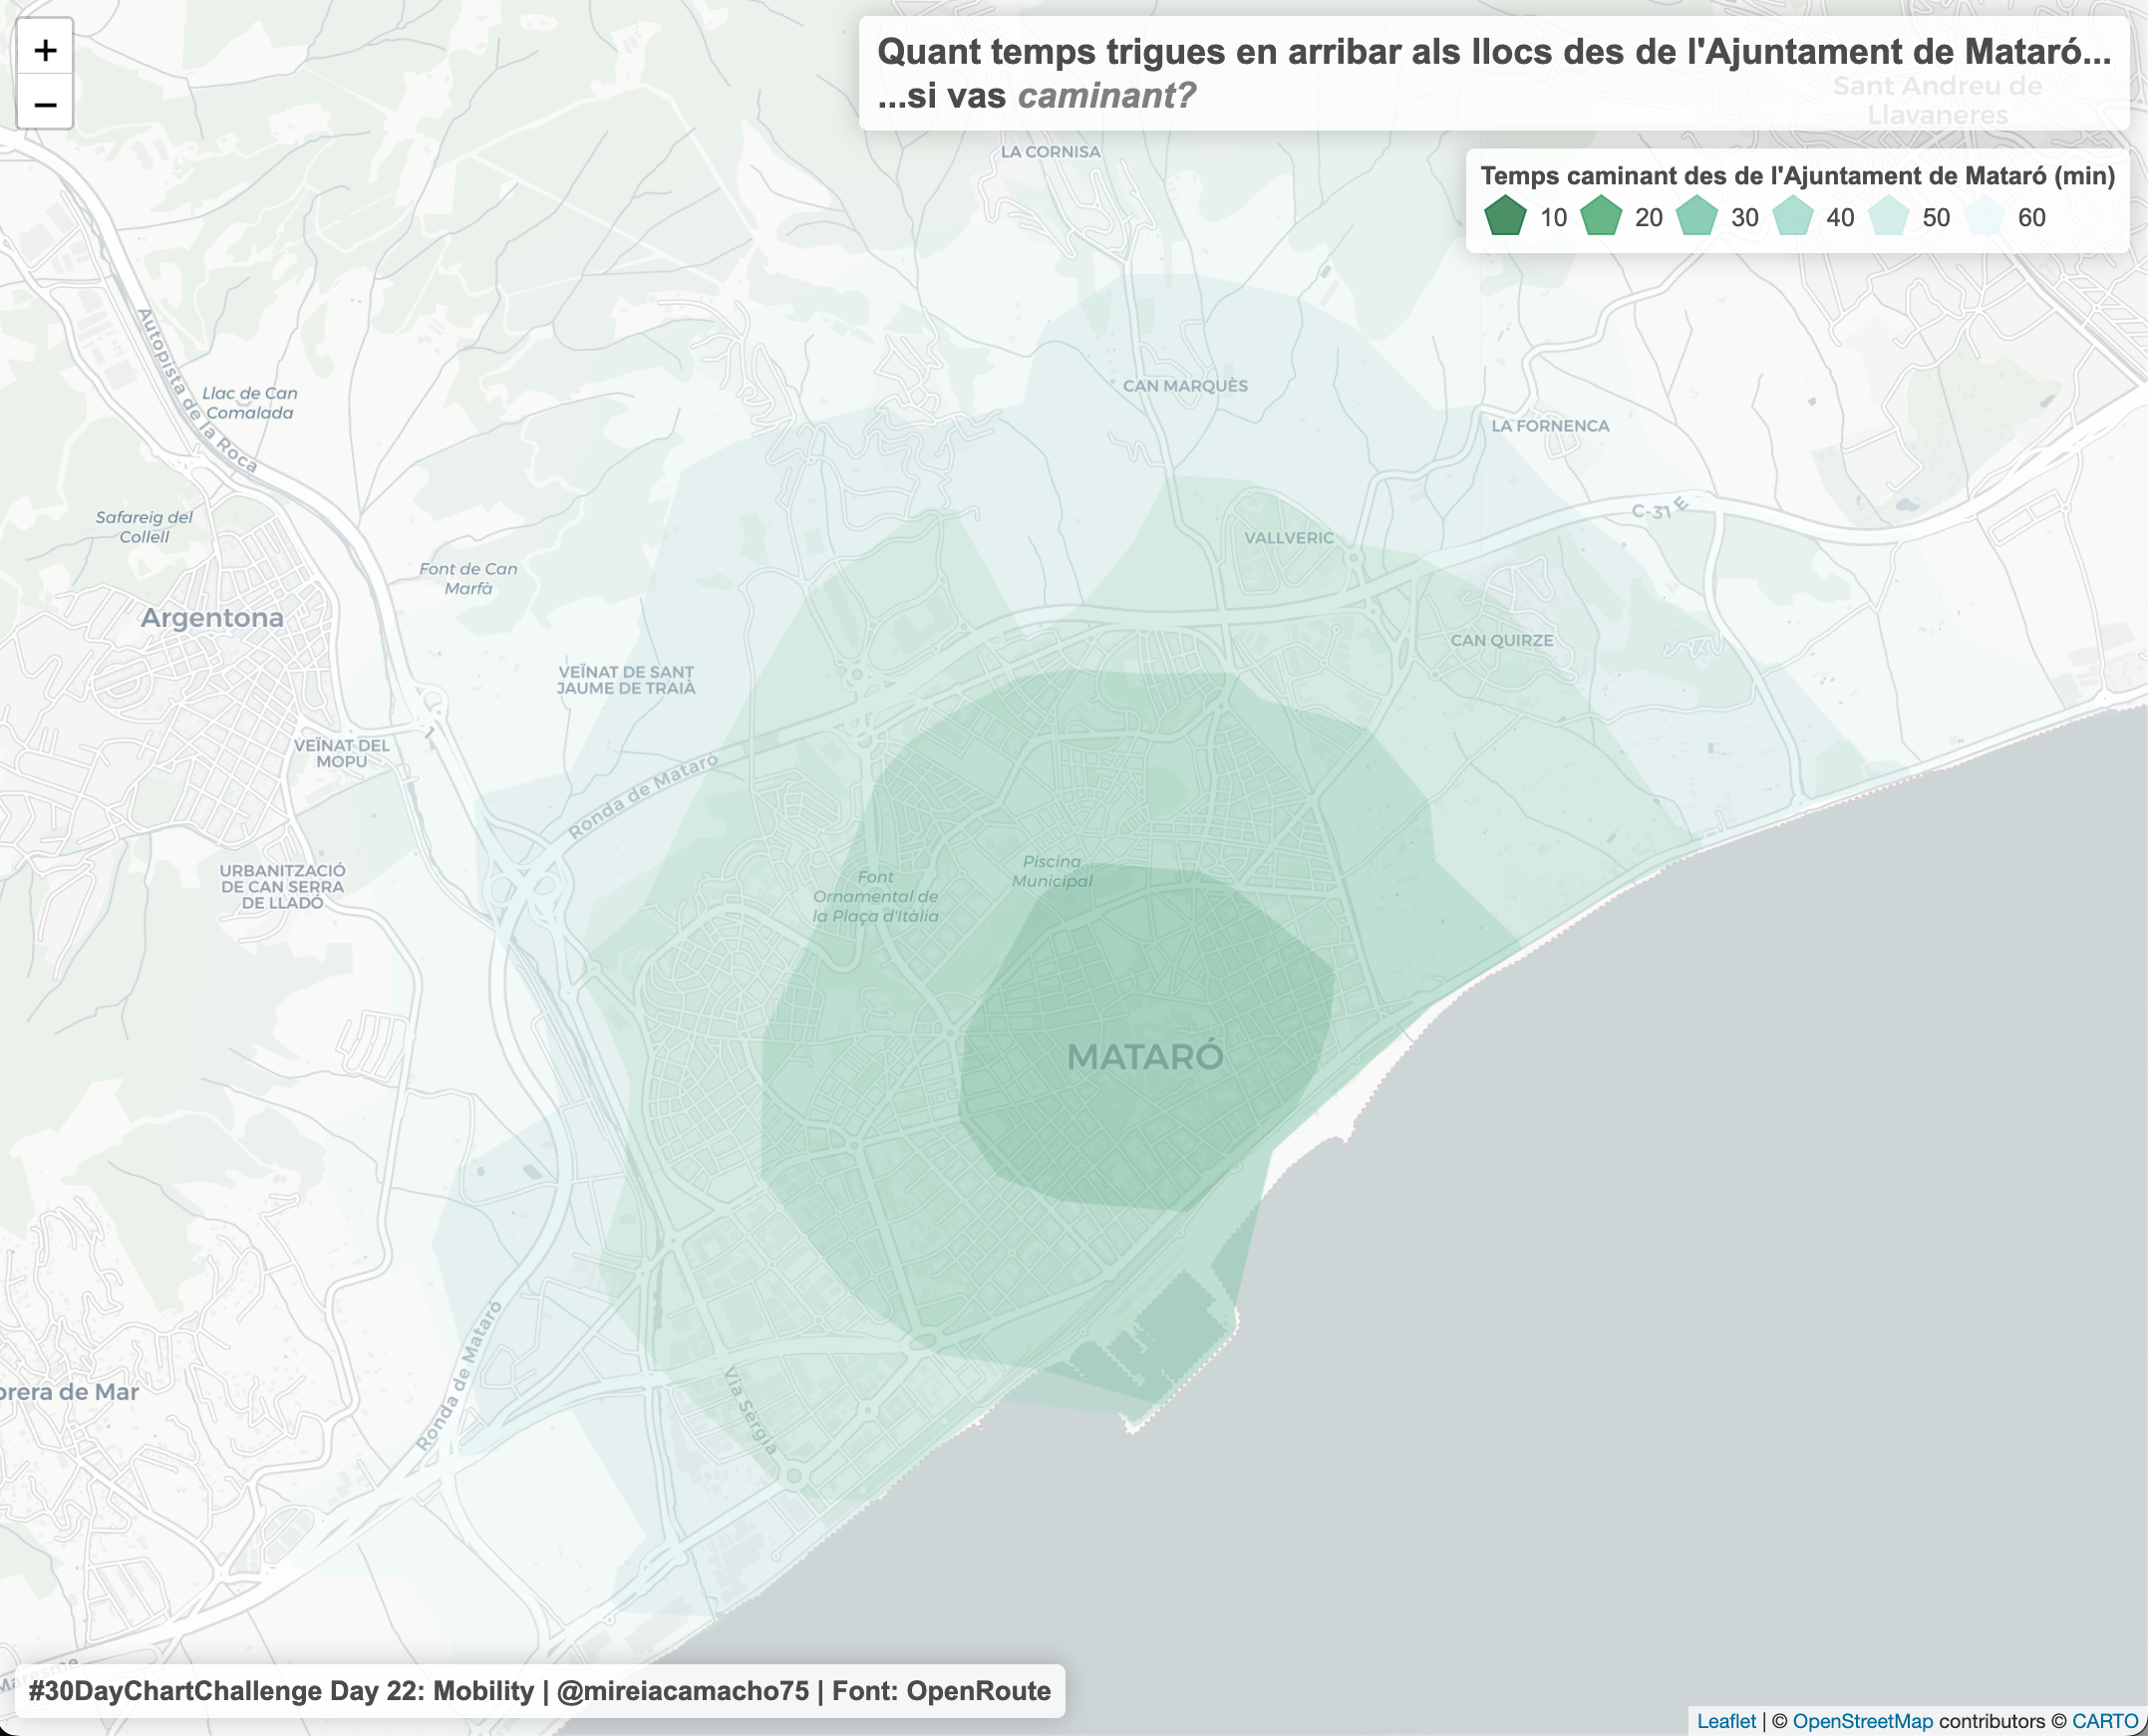 +
−
Quant temps trigues en arribar als llocs des de l'Ajuntament de Mataró...
...si vas caminant?
Sant Andreu de
Llavaneres
Temps caminant des de l'Ajuntament de Mataró (min)
10 20 30 40 50 60
LA CORNISA
Autopista de la Roca
Llac de Can
Comalada
CAN MARQUÈS
LA FORNENCA
Safareig del
Collell
C-31 E
VALLVERIC
Font de Can
Marfà
Argentona
CAN QUIRZE
VEÏNAT DE SANT
JAUME DE TRAIÀ
VEÏNAT DEL
MOPU
1
Ronda de Mataró
URBANITZACIÓ
DE CAN SERRA
DE LLADÓ
Piscina
Municipal
Font
Ornamental de
la Plaça d'Itàlia
MATARÓ
Ronda de Mataró
Via Sergia
brera de Mar
Maresme
#30DayChartChallenge Day 22: Mobility | @mireiacamacho75 | Font: OpenRoute
Leaflet | © OpenStreetMap contributors © CARTO